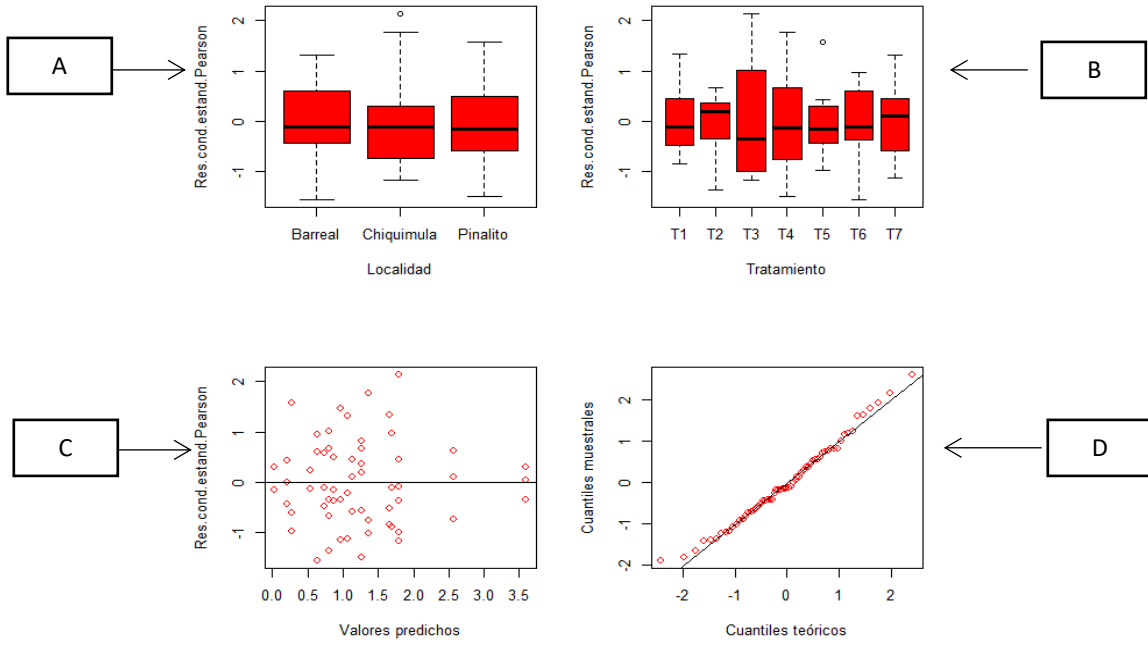 A
Res.cond.estand.Pearson
2
1
0
-1
Barreal Chiquimula Pinalito
Localidad
Res.cond.estand.Pearson
2
1
0
-1
T1 T2 T3 T4 T5 T6 T7
Tratamiento
B
C
Res.cond.estand.Pearson
2
1
0
-1
0.0 0.5 1.0 1.5 2.0 2.5 3.0 3.5
Valores predichos
Cuantiles muestrales
2
1
0
-1
-2
-2 -1 0 1 2
Cuantiles teóricos
D